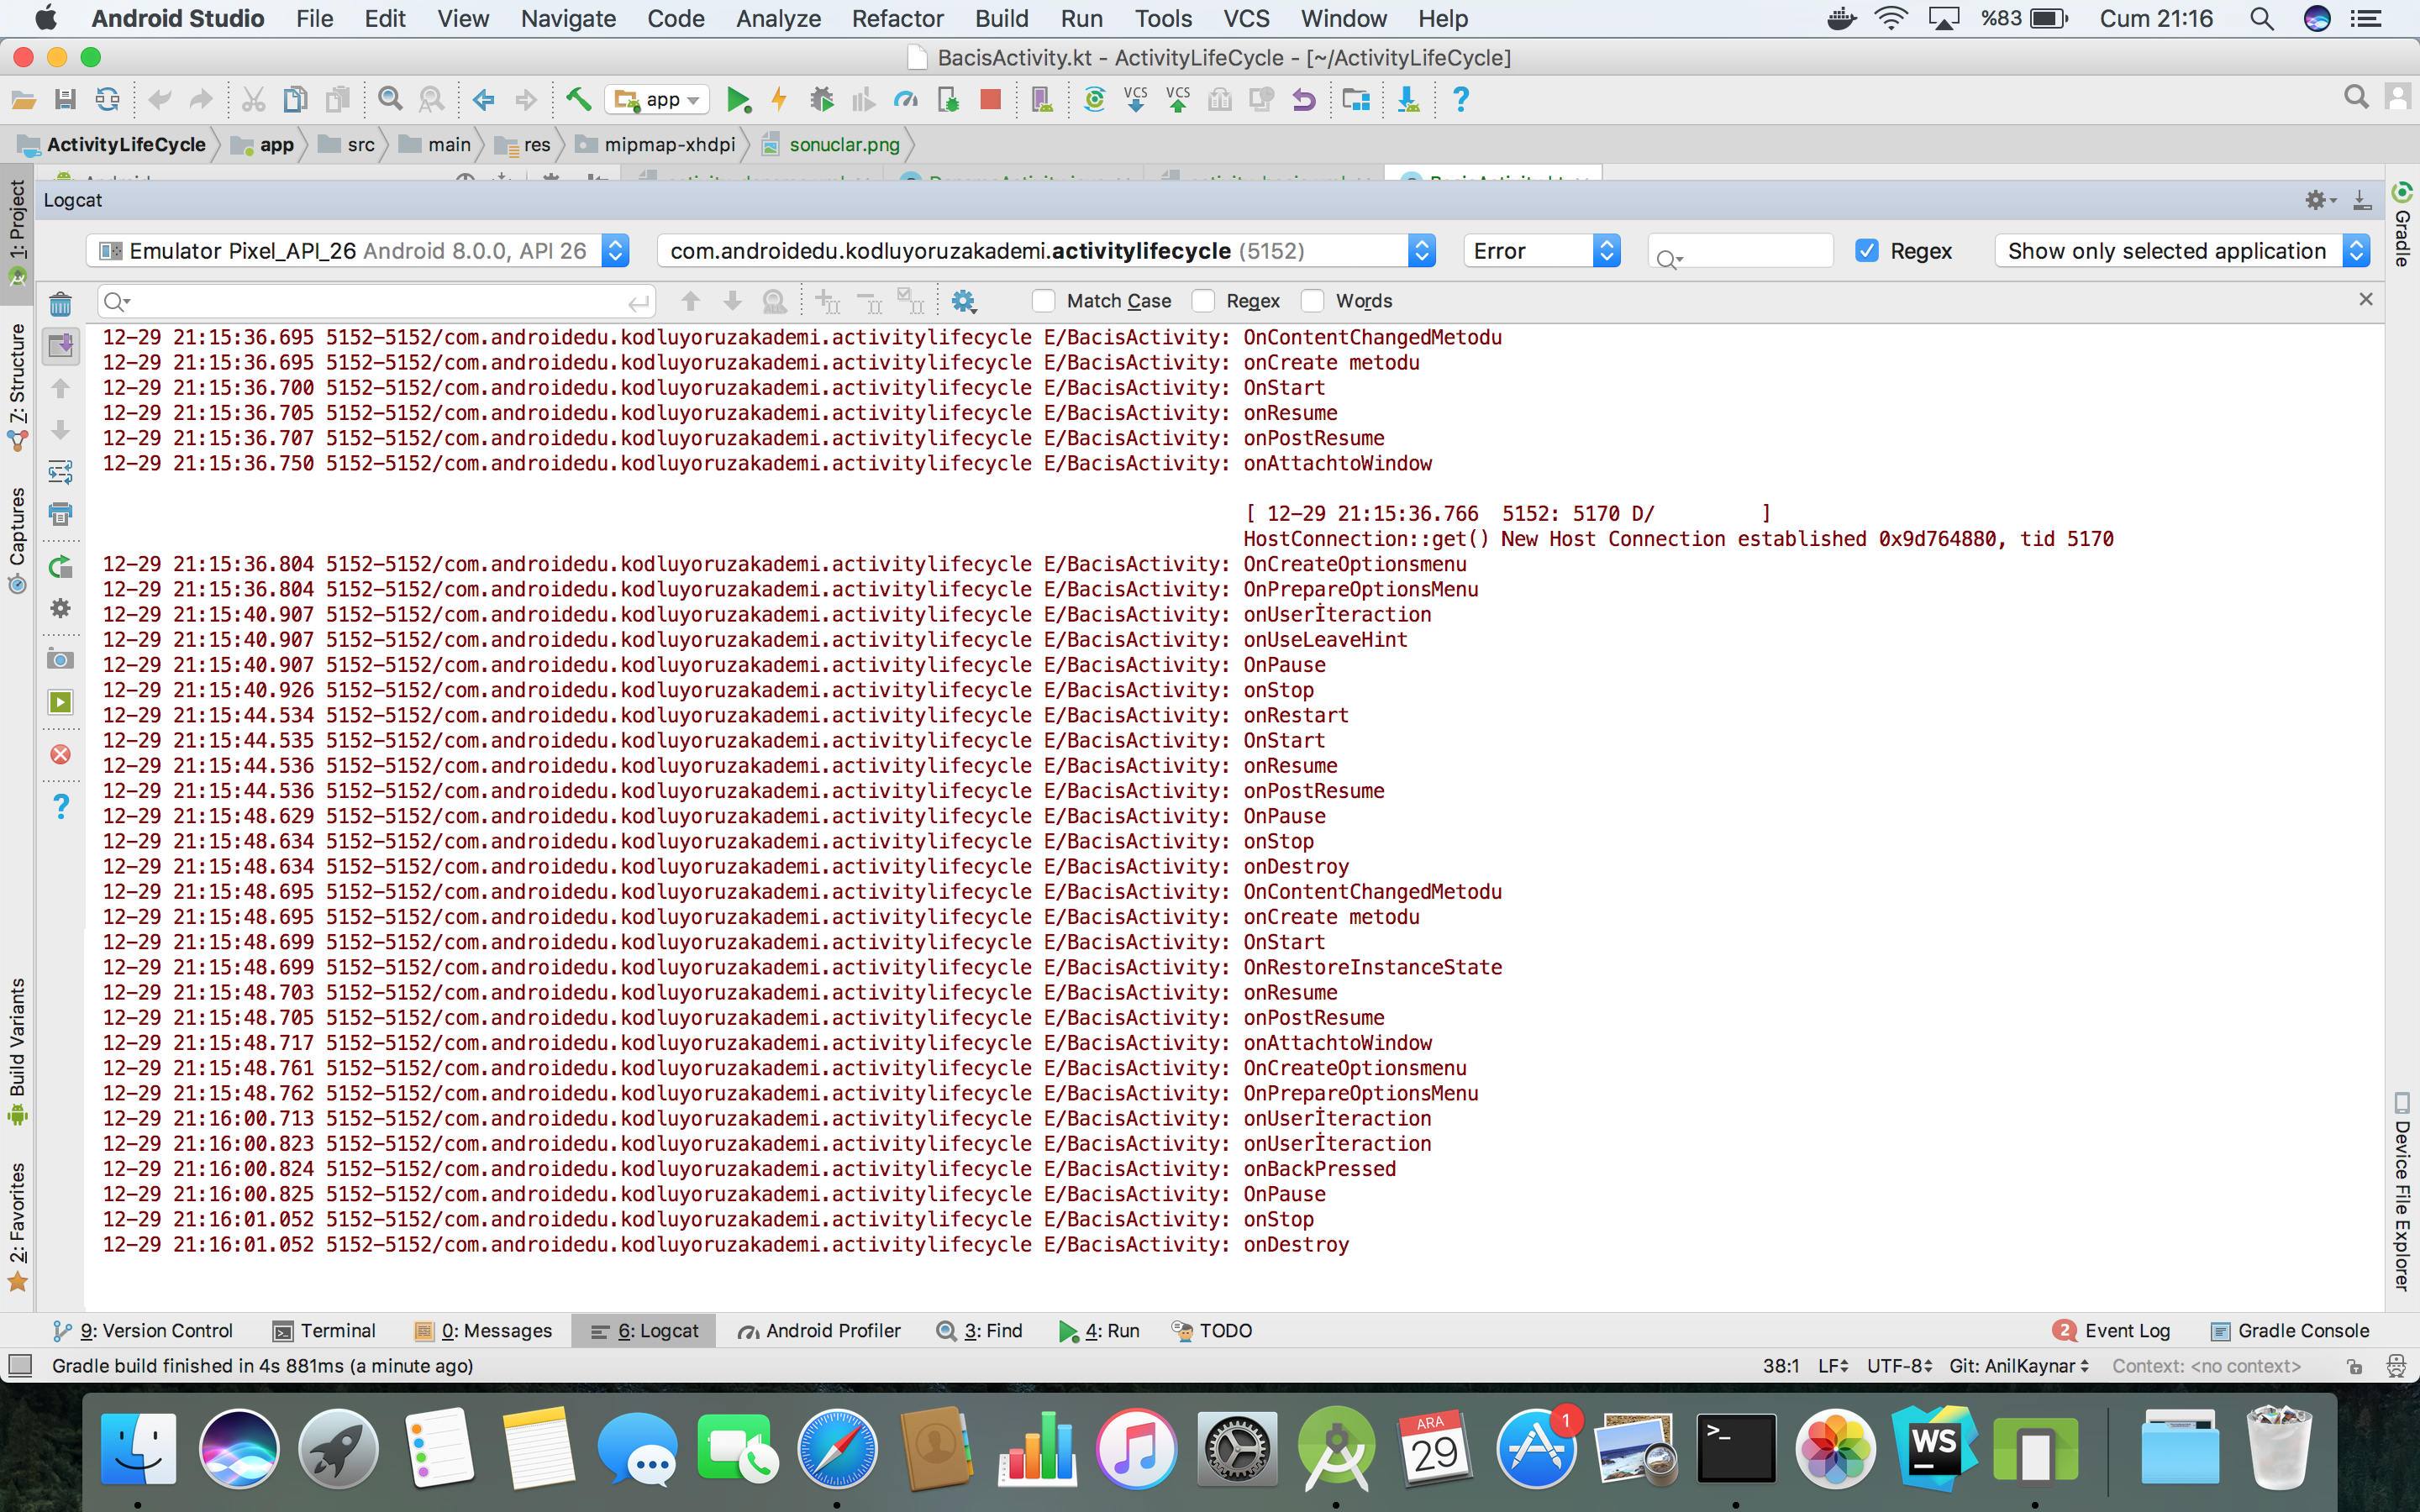 Android Studio File Edit View Navigate Code Analyze Refactor Build Run Tools VCS Window Help %83 Cum 21:16
BacisActivity.kt - ActivityLifeCycle - [~/ActivityLifeCycle]
app VCS VCS ?
ActivityLifeCycle app src main res mipmap-xhdpi sonuclar.png
Logcat
Emulator Pixel_API_26 Android 8.0.0, API 26 com.androidedu.kodluyoruzakademi.activitylifecycle (5152) Error Regex Show only selected application
Match Case Regex Words
12-29 21:15:36.695 5152-5152/com.androidedu.kodluyoruzakademi.activitylifecycle E/BacisActivity: OnContentChangedMetodu
12-29 21:15:36.695 5152-5152/com.androidedu.kodluyoruzakademi.activitylifecycle E/BacisActivity: onCreate metodu
12-29 21:15:36.700 5152-5152/com.androidedu.kodluyoruzakademi.activitylifecycle E/BacisActivity: OnStart
12-29 21:15:36.705 5152-5152/com.androidedu.kodluyoruzakademi.activitylifecycle E/BacisActivity: onResume
12-29 21:15:36.707 5152-5152/com.androidedu.kodluyoruzakademi.activitylifecycle E/BacisActivity: onPostResume
12-29 21:15:36.750 5152-5152/com.androidedu.kodluyoruzakademi.activitylifecycle E/BacisActivity: onAttachtoWindow
[ 12-29 21:15:36.766 5152: 5170 D/ ]
HostConnection::get() New Host Connection established 0x9d764880, tid 5170
12-29 21:15:36.804 5152-5152/com.androidedu.kodluyoruzakademi.activitylifecycle E/BacisActivity: OnCreateOptionsmenu
12-29 21:15:36.804 5152-5152/com.androidedu.kodluyoruzakademi.activitylifecycle E/BacisActivity: OnPrepareOptionsMenu
12-29 21:15:40.907 5152-5152/com.androidedu.kodluyoruzakademi.activitylifecycle E/BacisActivity: onUserİteraction
12-29 21:15:40.907 5152-5152/com.androidedu.kodluyoruzakademi.activitylifecycle E/BacisActivity: onUseLeaveHint
12-29 21:15:40.907 5152-5152/com.androidedu.kodluyoruzakademi.activitylifecycle E/BacisActivity: OnPause
12-29 21:15:40.926 5152-5152/com.androidedu.kodluyoruzakademi.activitylifecycle E/BacisActivity: onStop
12-29 21:15:44.534 5152-5152/com.androidedu.kodluyoruzakademi.activitylifecycle E/BacisActivity: onRestart
12-29 21:15:44.535 5152-5152/com.androidedu.kodluyoruzakademi.activitylifecycle E/BacisActivity: OnStart
12-29 21:15:44.536 5152-5152/com.androidedu.kodluyoruzakademi.activitylifecycle E/BacisActivity: onResume
12-29 21:15:44.536 5152-5152/com.androidedu.kodluyoruzakademi.activitylifecycle E/BacisActivity: onPostResume
12-29 21:15:48.629 5152-5152/com.androidedu.kodluyoruzakademi.activitylifecycle E/BacisActivity: OnPause
12-29 21:15:48.634 5152-5152/com.androidedu.kodluyoruzakademi.activitylifecycle E/BacisActivity: onStop
12-29 21:15:48.634 5152-5152/com.androidedu.kodluyoruzakademi.activitylifecycle E/BacisActivity: onDestroy
12-29 21:15:48.695 5152-5152/com.androidedu.kodluyoruzakademi.activitylifecycle E/BacisActivity: OnContentChangedMetodu
12-29 21:15:48.695 5152-5152/com.androidedu.kodluyoruzakademi.activitylifecycle E/BacisActivity: onCreate metodu
12-29 21:15:48.699 5152-5152/com.androidedu.kodluyoruzakademi.activitylifecycle E/BacisActivity: OnStart
12-29 21:15:48.699 5152-5152/com.androidedu.kodluyoruzakademi.activitylifecycle E/BacisActivity: OnRestoreInstanceState
12-29 21:15:48.703 5152-5152/com.androidedu.kodluyoruzakademi.activitylifecycle E/BacisActivity: onResume
12-29 21:15:48.705 5152-5152/com.androidedu.kodluyoruzakademi.activitylifecycle E/BacisActivity: onPostResume
12-29 21:15:48.717 5152-5152/com.androidedu.kodluyoruzakademi.activitylifecycle E/BacisActivity: onAttachtoWindow
12-29 21:15:48.761 5152-5152/com.androidedu.kodluyoruzakademi.activitylifecycle E/BacisActivity: OnCreateOptionsmenu
12-29 21:15:48.762 5152-5152/com.androidedu.kodluyoruzakademi.activitylifecycle E/BacisActivity: OnPrepareOptionsMenu
12-29 21:16:00.713 5152-5152/com.androidedu.kodluyoruzakademi.activitylifecycle E/BacisActivity: onUserİteraction
12-29 21:16:00.823 5152-5152/com.androidedu.kodluyoruzakademi.activitylifecycle E/BacisActivity: onUserİteraction
12-29 21:16:00.824 5152-5152/com.androidedu.kodluyoruzakademi.activitylifecycle E/BacisActivity: onBackPressed
12-29 21:16:00.825 5152-5152/com.androidedu.kodluyoruzakademi.activitylifecycle E/BacisActivity: OnPause
12-29 21:16:01.052 5152-5152/com.androidedu.kodluyoruzakademi.activitylifecycle E/BacisActivity: onStop
12-29 21:16:01.052 5152-5152/com.androidedu.kodluyoruzakademi.activitylifecycle E/BacisActivity: onDestroy
1: Project
7: Structure
Captures
Build Variants
2: Favorites
Gradle
Device File Explorer
9: Version Control Terminal 0: Messages 6: Logcat Android Profiler 3: Find 4: Run TODO 2 Event Log Gradle Console
Gradle build finished in 4s 881ms (a minute ago) 38:1 LF UTF-8 Git: AnilKaynar Context: <no context>
ARA
29
1
>_
WS